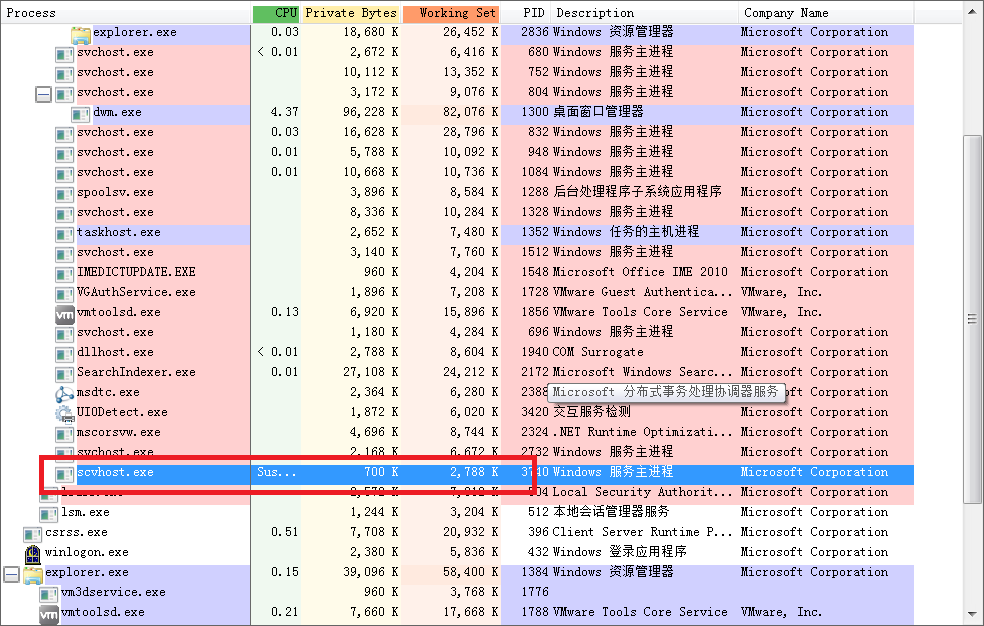 Process CPU Private Bytes Working Set PID Description Company Name
explorer.exe 0.03 18,680 K 26,452 K 2836 Windows 资源管理器 Microsoft Corporation
svchost.exe < 0.01 2,672 K 6,416 K 680 Windows 服务主进程 Microsoft Corporation
svchost.exe 10,112 K 13,352 K 752 Windows 服务主进程 Microsoft Corporation
svchost.exe 3,172 K 9,076 K 804 Windows 服务主进程 Microsoft Corporation
dwm.exe 4.37 96,228 K 82,076 K 1300 桌面窗口管理器 Microsoft Corporation
svchost.exe 0.03 16,628 K 28,796 K 832 Windows 服务主进程 Microsoft Corporation
svchost.exe 0.01 5,788 K 10,092 K 948 Windows 服务主进程 Microsoft Corporation
svchost.exe 0.01 10,668 K 10,736 K 1084 Windows 服务主进程 Microsoft Corporation
spoolsv.exe 3,896 K 8,584 K 1288 后台处理程序子系统应用程序 Microsoft Corporation
svchost.exe 8,336 K 10,284 K 1328 Windows 服务主进程 Microsoft Corporation
taskhost.exe 2,652 K 7,480 K 1352 Windows 任务的主机进程 Microsoft Corporation
svchost.exe 3,140 K 7,760 K 1512 Windows 服务主进程 Microsoft Corporation
IMEDICTUPDATE.EXE 960 K 4,204 K 1548 Microsoft Office IME 2010 Microsoft Corporation
VGAuthService.exe 1,896 K 7,208 K 1728 VMware Guest Authentica... VMware, Inc.
vmtoolsd.exe 0.13 6,920 K 15,896 K 1856 VMware Tools Core Service VMware, Inc.
svchost.exe 1,180 K 4,284 K 696 Windows 服务主进程 Microsoft Corporation
dllhost.exe < 0.01 2,788 K 8,604 K 1940 COM Surrogate Microsoft Corporation
SearchIndexer.exe 0.01 27,108 K 24,212 K 2172 Microsoft Windows Searc... Microsoft Corporation
msdtc.exe 2,364 K 6,280 K 2388 Microsoft 分布式事务处理协调器服务 Microsoft Corporation
UI0Detect.exe 1,872 K 6,020 K 3420 交互服务检测 Microsoft Corporation
mscorsvw.exe 4,696 K 8,744 K 2324 .NET Runtime Optimizati... Microsoft Corporation
svchost.exe 2,168 K 6,672 K 2732 Windows 服务主进程 Microsoft Corporation
scvhost.exe Sus... 700 K 2,788 K 3740 Windows 服务主进程 Microsoft Corporation
504 Local Security Authorit... Microsoft Corporation
lsm.exe 1,244 K 3,204 K 512 本地会话管理器服务 Microsoft Corporation
csrss.exe 0.51 7,708 K 20,932 K 396 Client Server Runtime P... Microsoft Corporation
winlogon.exe 2,380 K 5,836 K 432 Windows 登录应用程序 Microsoft Corporation
explorer.exe 0.15 39,096 K 58,400 K 1384 Windows 资源管理器 Microsoft Corporation
vm3dservice.exe 960 K 3,768 K 1776
vmtoolsd.exe 0.21 7,660 K 17,668 K 1788 VMware Tools Core Service VMware, Inc.